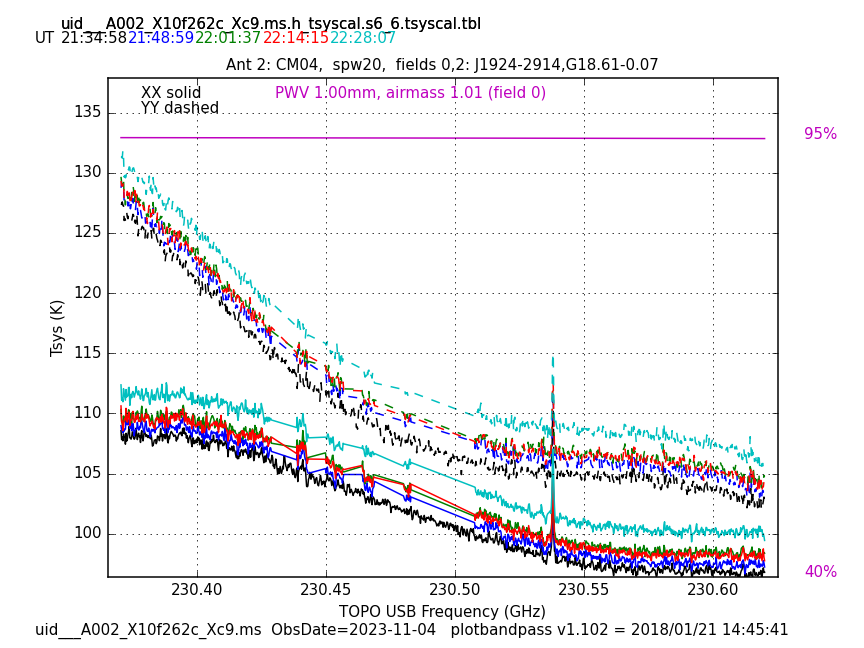 uid___A002_X10f262c_Xc9.ms.h_tsyscal.s6_6.tsyscal.tbl
UT 21:34:58 21:48:59 22:01:37 22:14:15 22:28:07
Ant 2: CM04,  spw20,  fields 0,2: J1924-2914,G18.61-0.07
XX solid
YY dashed
PWV 1.00mm, airmass 1.01 (field 0)
95%
40%
135
130
125
120
115
110
105
100
Tsys (K)
230.40 230.45 230.50 230.55 230.60
TOPO USB Frequency (GHz)
uid___A002_X10f262c_Xc9.ms  ObsDate=2023-11-04   plotbandpass v1.102 = 2018/01/21 14:45:41